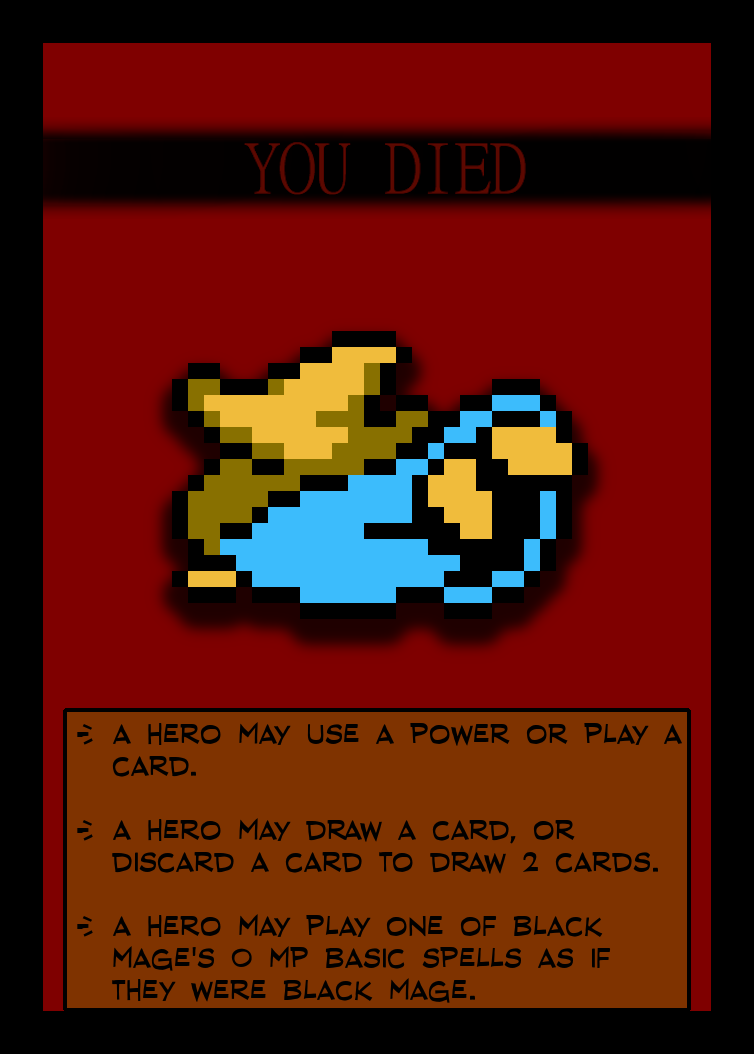 YOU DIED
A HERO MAY USE A POWER OR PLAY A
CARD.
A HERO MAY DRAW A CARD, OR
DISCARD A CARD TO DRAW 2 CARDS.
A HERO MAY PLAY ONE OF BLACK
MAGE'S 0 MP BASIC SPELLS AS IF
THEY WERE BLACK MAGE.